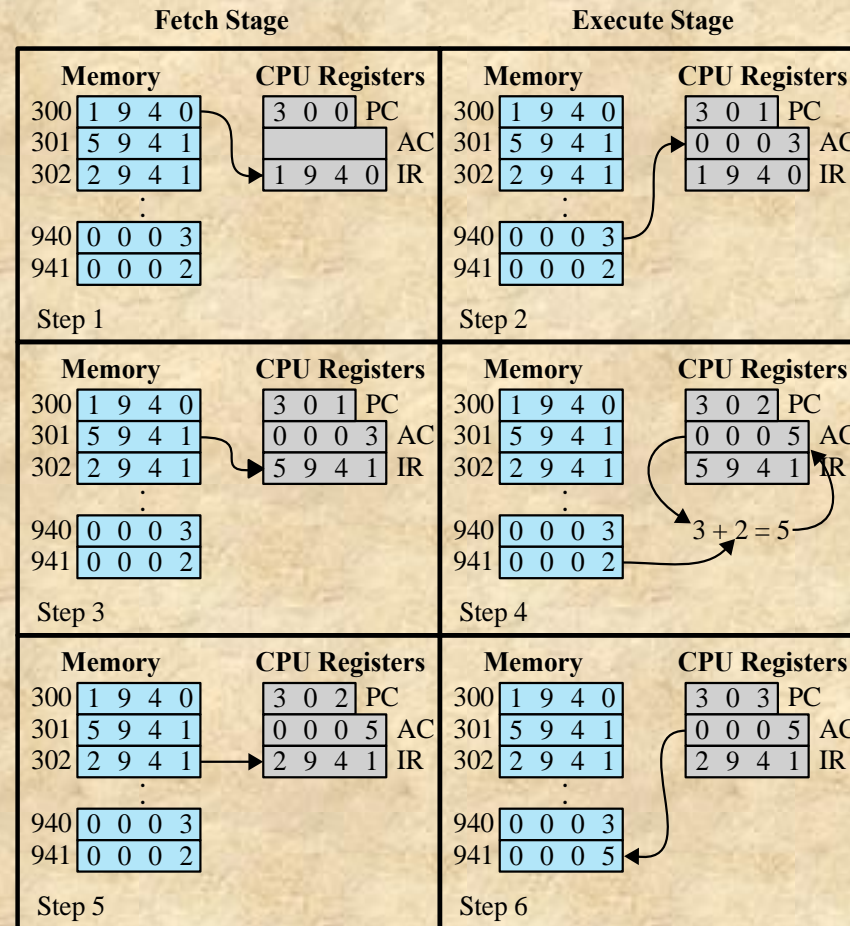 Fetch Stage Execute Stage
Memory CPU Registers
300 1 9 4 0 3 0 0 PC
301 5 9 4 1 AC
302 2 9 4 1 1 9 4 0 IR
940 0 0 0 3
941 0 0 0 2
Step 1
Memory CPU Registers
300 1 9 4 0 3 0 1 PC
301 5 9 4 1 0 0 0 3 AC
302 2 9 4 1 1 9 4 0 IR
940 0 0 0 3
941 0 0 0 2
Step 2
Memory CPU Registers
300 1 9 4 0 3 0 1 PC
301 5 9 4 1 0 0 0 3 AC
302 2 9 4 1 5 9 4 1 IR
940 0 0 0 3
941 0 0 0 2
Step 3
Memory CPU Registers
300 1 9 4 0 3 0 2 PC
301 5 9 4 1 0 0 0 5 AC
302 2 9 4 1 5 9 4 1 IR
940 0 0 0 3 3 + 2 = 5
941 0 0 0 2
Step 4
Memory CPU Registers
300 1 9 4 0 3 0 2 PC
301 5 9 4 1 0 0 0 5 AC
302 2 9 4 1 2 9 4 1 IR
940 0 0 0 3
941 0 0 0 2
Step 5
Memory CPU Registers
300 1 9 4 0 3 0 3 PC
301 5 9 4 1 0 0 0 5 AC
302 2 9 4 1 2 9 4 1 IR
940 0 0 0 3
941 0 0 0 5
Step 6